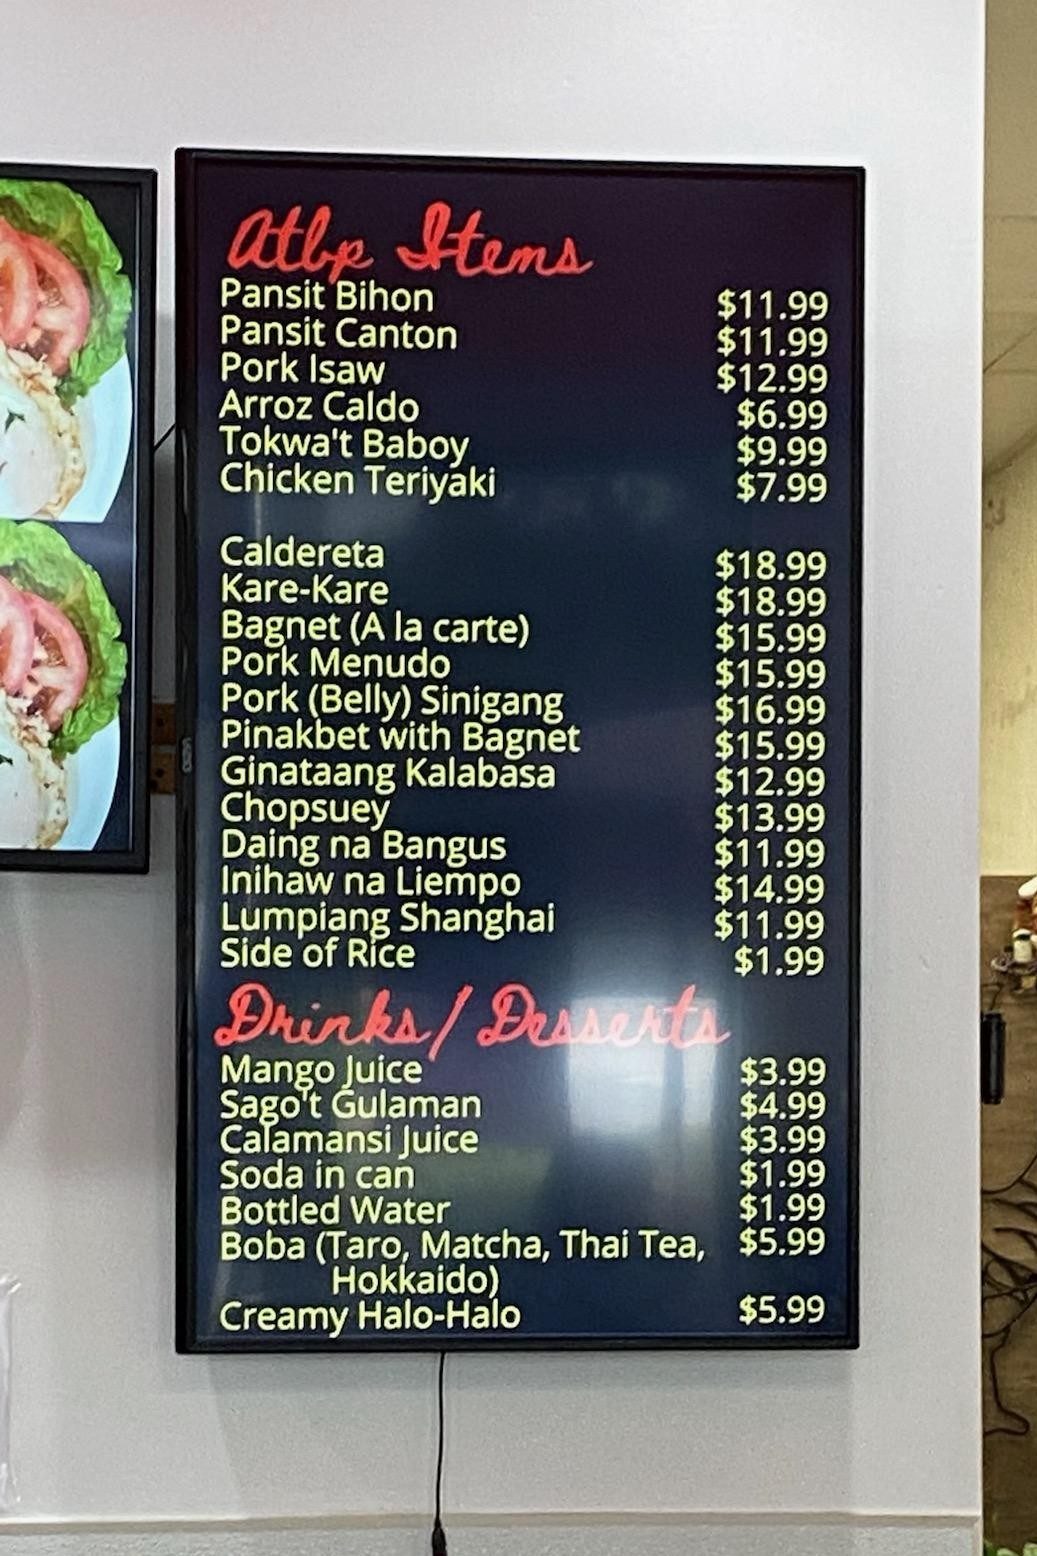 Atbp Items
Pansit Bihon $11.99
Pansit Canton $11.99
Pork Isaw $12.99
Arroz Caldo $6.99
Tokwa't Baboy $9.99
Chicken Teriyaki $7.99
Caldereta $18.99
Kare-Kare $18.99
Bagnet (A la carte) $15.99
Pork Menudo $15.99
Pork (Belly) Sinigang $16.99
Pinakbet with Bagnet $15.99
Ginataang Kalabasa $12.99
Chopsuey $13.99
Daing na Bangus $11.99
Inihaw na Liempo $14.99
Lumpiang Shanghai $11.99
Side of Rice $1.99
Drinks/ Desserts
Mango Juice $3.99
Sago't Gulaman $4.99
Calamansi Juice $3.99
Soda in can $1.99
Bottled Water $1.99
Boba (Taro, Matcha, Thai Tea, $5.99
Hokkaido)
Creamy Halo-Halo $5.99